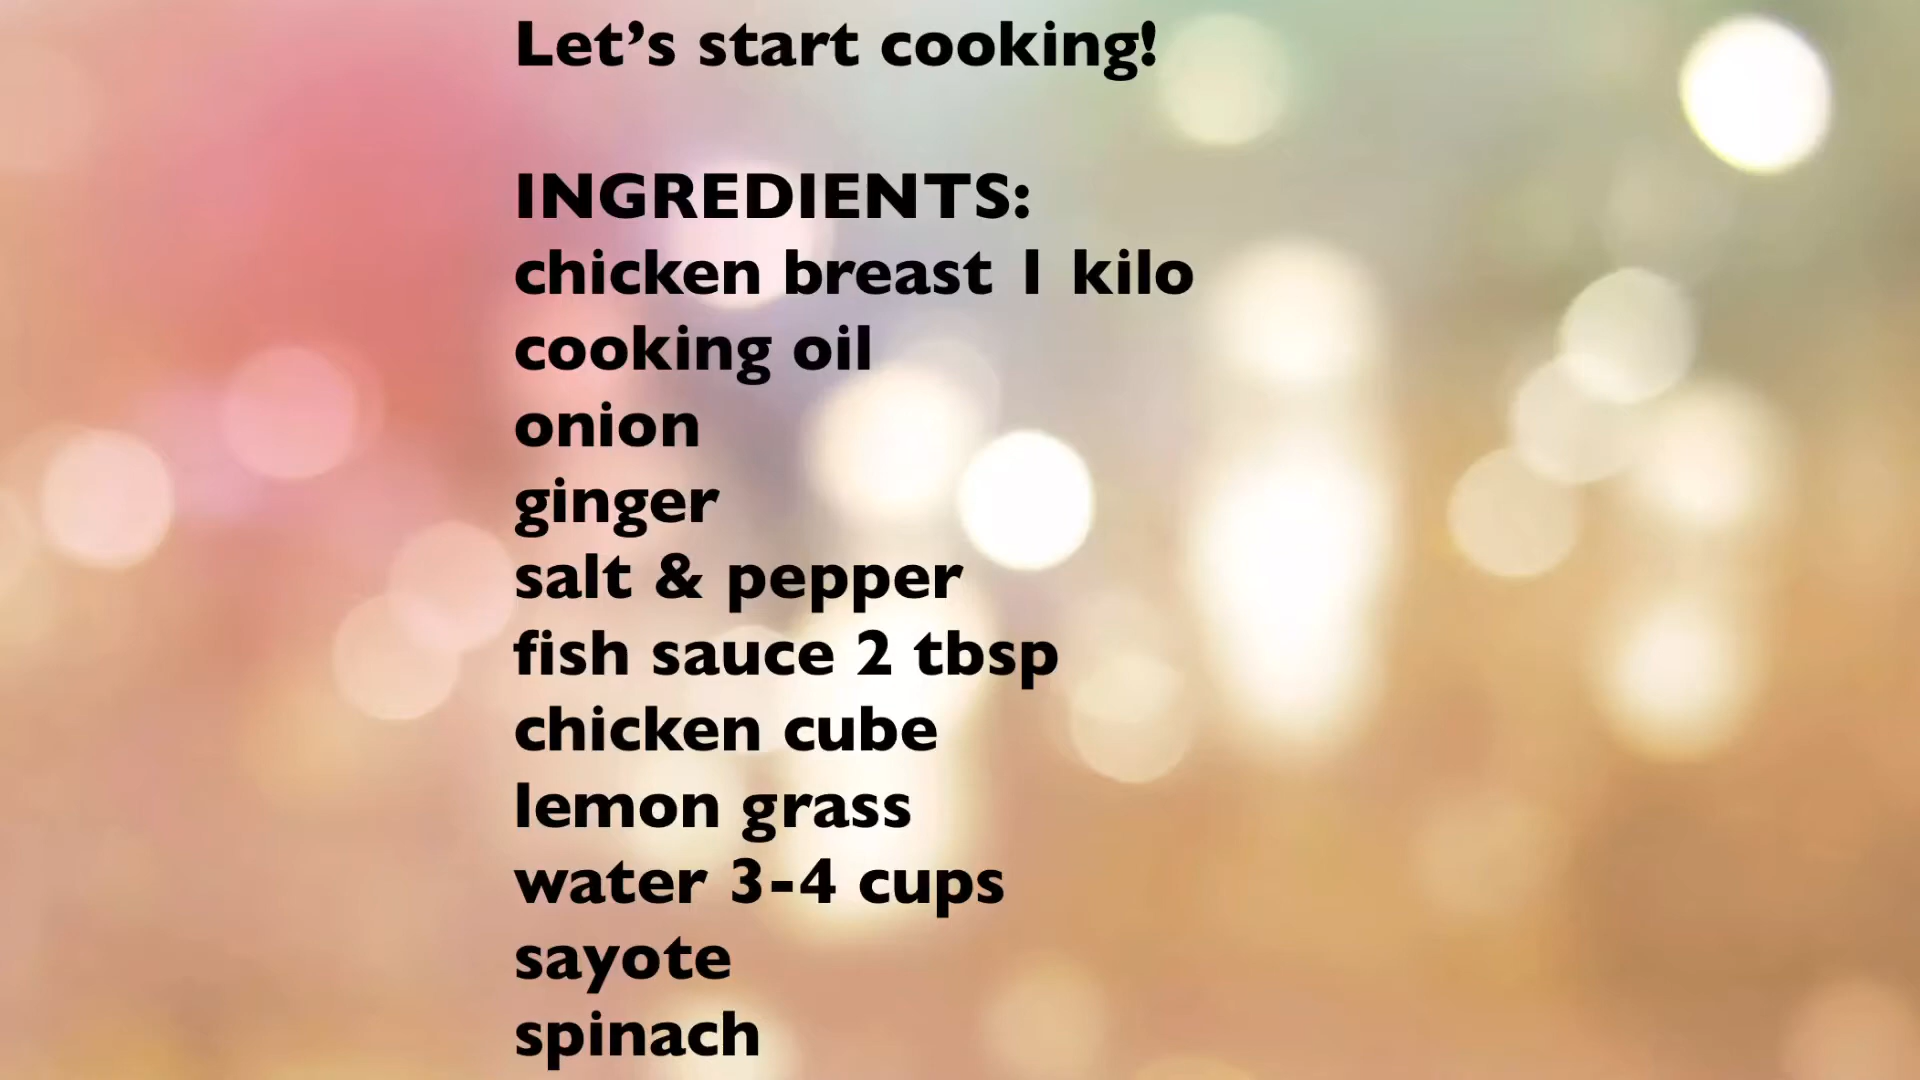 Let’s start cooking!
INGREDIENTS:
chicken breast 1 kilo
cooking oil
onion
ginger
salt & pepper
fish sauce 2 tbsp
chicken cube
lemon grass
water 3-4 cups
sayote
spinach